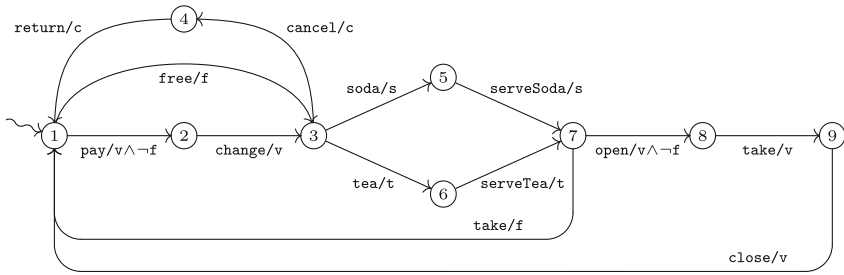 4
return/c
cancel/c
free/f
soda/s
5
serveSoda/s
1
2
3
7
8
9
pay/v∧¬f
change/v
open/v∧¬f
take/v
tea/t
6
serveTea/t
take/f
close/v